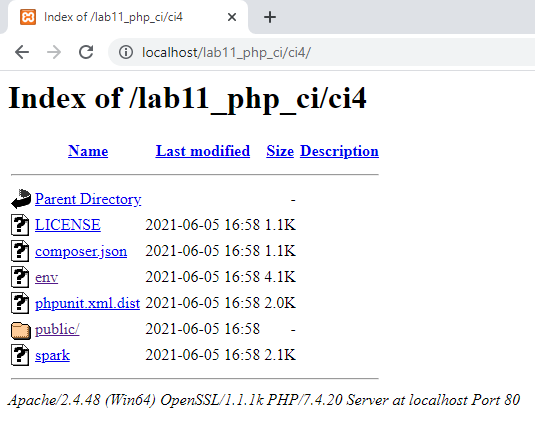 Index of /lab11_php_ci/ci4
localhost/lab11_php_ci/ci4/
Index of /lab11_php_ci/ci4
Name Last modified Size Description
Parent Directory -
LICENSE 2021-06-05 16:58 1.1K
composer.json 2021-06-05 16:58 1.1K
env 2021-06-05 16:58 4.1K
phpunit.xml.dist 2021-06-05 16:58 2.0K
public/ 2021-06-05 16:58 -
spark 2021-06-05 16:58 2.1K
Apache/2.4.48 (Win64) OpenSSL/1.1.1k PHP/7.4.20 Server at localhost Port 80